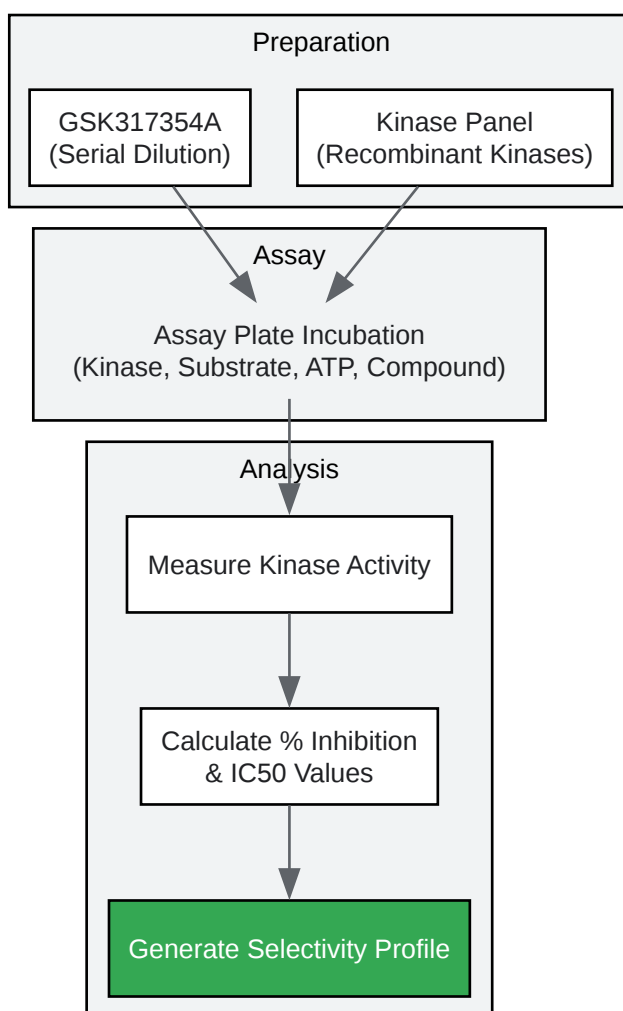 Preparation
GSK317354A
(Serial Dilution)
Kinase Panel
(Recombinant Kinases)
Assay
Assay Plate Incubation
(Kinase, Substrate, ATP, Compound)
Analysis
Measure Kinase Activity
Calculate % Inhibition
& IC50 Values
Generate Selectivity Profile